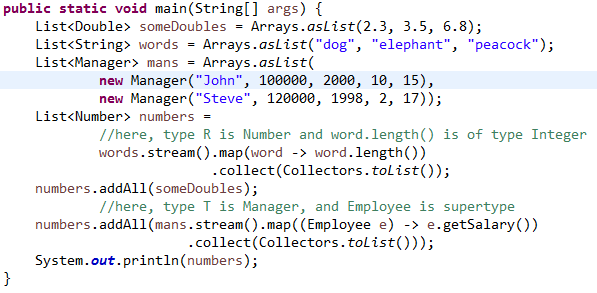 public static void main(String[] args) {
    List<Double> someDoubles = Arrays.asList(2.3, 3.5, 6.8);
    List<String> words = Arrays.asList("dog", "elephant", "peacock");
    List<Manager> mans = Arrays.asList(
            new Manager("John", 100000, 2000, 10, 15),
            new Manager("Steve", 120000, 1998, 2, 17));
    List<Number> numbers =
            //here, type R is Number and word.length() is of type Integer
            words.stream().map(word -> word.length())
                          .collect(Collectors.toList());
    numbers.addAll(someDoubles);
            //here, type T is Manager, and Employee is supertype
    numbers.addAll(mans.stream().map((Employee e) -> e.getSalary())
                       .collect(Collectors.toList()));
    System.out.println(numbers);
}